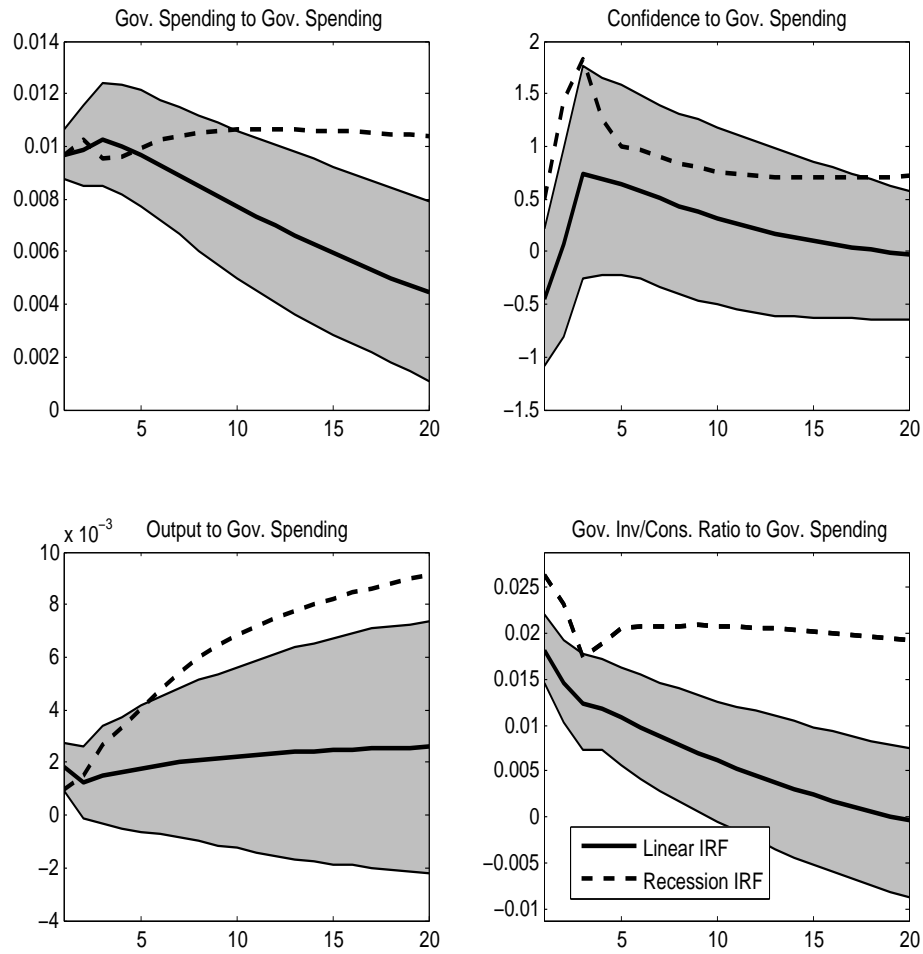 Gov. Spending to Gov. Spending
0.014
0.012
0.01
0.008
0.006
0.004
0.002
0
5 10 15 20
Confidence to Gov. Spending
2
1.5
1
0.5
0
−0.5
−1
−1.5
5 10 15 20
x 10−3
Output to Gov. Spending
10
8
6
4
2
0
−2
−4
5 10 15 20
Gov. Inv/Cons. Ratio to Gov. Spending
0.025
0.02
0.015
0.01
0.005
0
−0.005
−0.01
5 10 15 20
Linear IRF
Recession IRF